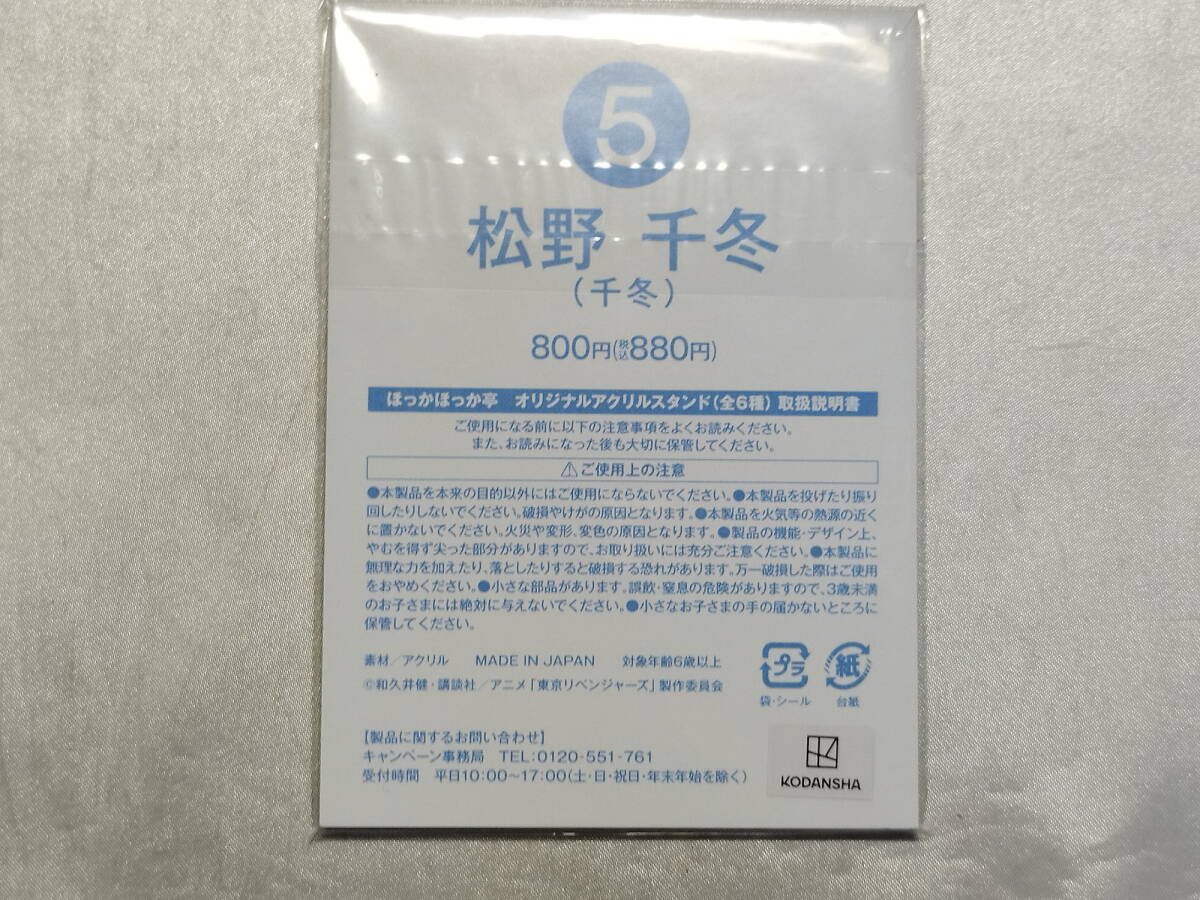 5
松野 千冬
(千冬)
800円(税込880円)
ほっかほっか亭 オリジナルアクリルスタンド(全6種) 取扱説明書
ご使用になる前に以下の注意事項をよくお読みください。
また、お読みになった後も大切に保管してください。
⚠ご使用上の注意
●本製品を本来の目的以外にはご使用にならないでください。●本製品を投げたり振り
回したりしないでください。破損やけがの原因となります。●本製品を火気等の熱源の近く
に置かないでください。火災や変形、変色の原因となります。●製品の機能・デザイン上、
やむを得ず尖った部分がありますので、お取り扱いには充分ご注意ください。●本製品に
無理な力を加えたり、落としたりすると破損する恐れがあります。万一破損した際はご使用
をおやめください。●小さな部品があります。誤飲・窒息の危険がありますので、3歳未満
のお子さまには絶対に与えないでください。●小さなお子さまの手の届かないところに
保管してください。
素材/アクリル MADE IN JAPAN 対象年齢6歳以上
©和久井健・講談社/アニメ「東京リベンジャーズ」製作委員会
プラ
袋・シール
紙
台紙
【製品に関するお問い合わせ】
キャンペーン事務局 TEL:0120-551-761
受付時間 平日10:00~17:00(土・日・祝日・年末年始を除く)
KODANSHA